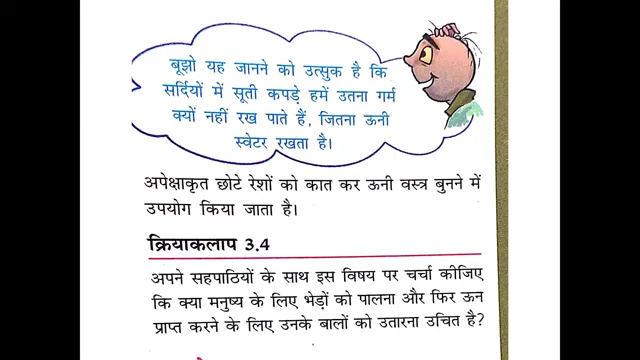 बूझो यह जानने को उत्सुक है कि
सर्दियों में सूती कपड़े हमें उतना गर्म
क्यों नहीं रख पाते हैं, जितना ऊनी
स्वेटर रखता है।
अपेक्षाकृत छोटे रेशों को कात कर ऊनी वस्त्र बुनने में
उपयोग किया जाता है।
क्रियाकलाप 3.4
अपने सहपाठियों के साथ इस विषय पर चर्चा कीजिए
कि क्या मनुष्य के लिए भेड़ों को पालना और फिर ऊन
प्राप्त करने के लिए उनके बालों को उतारना उचित है?